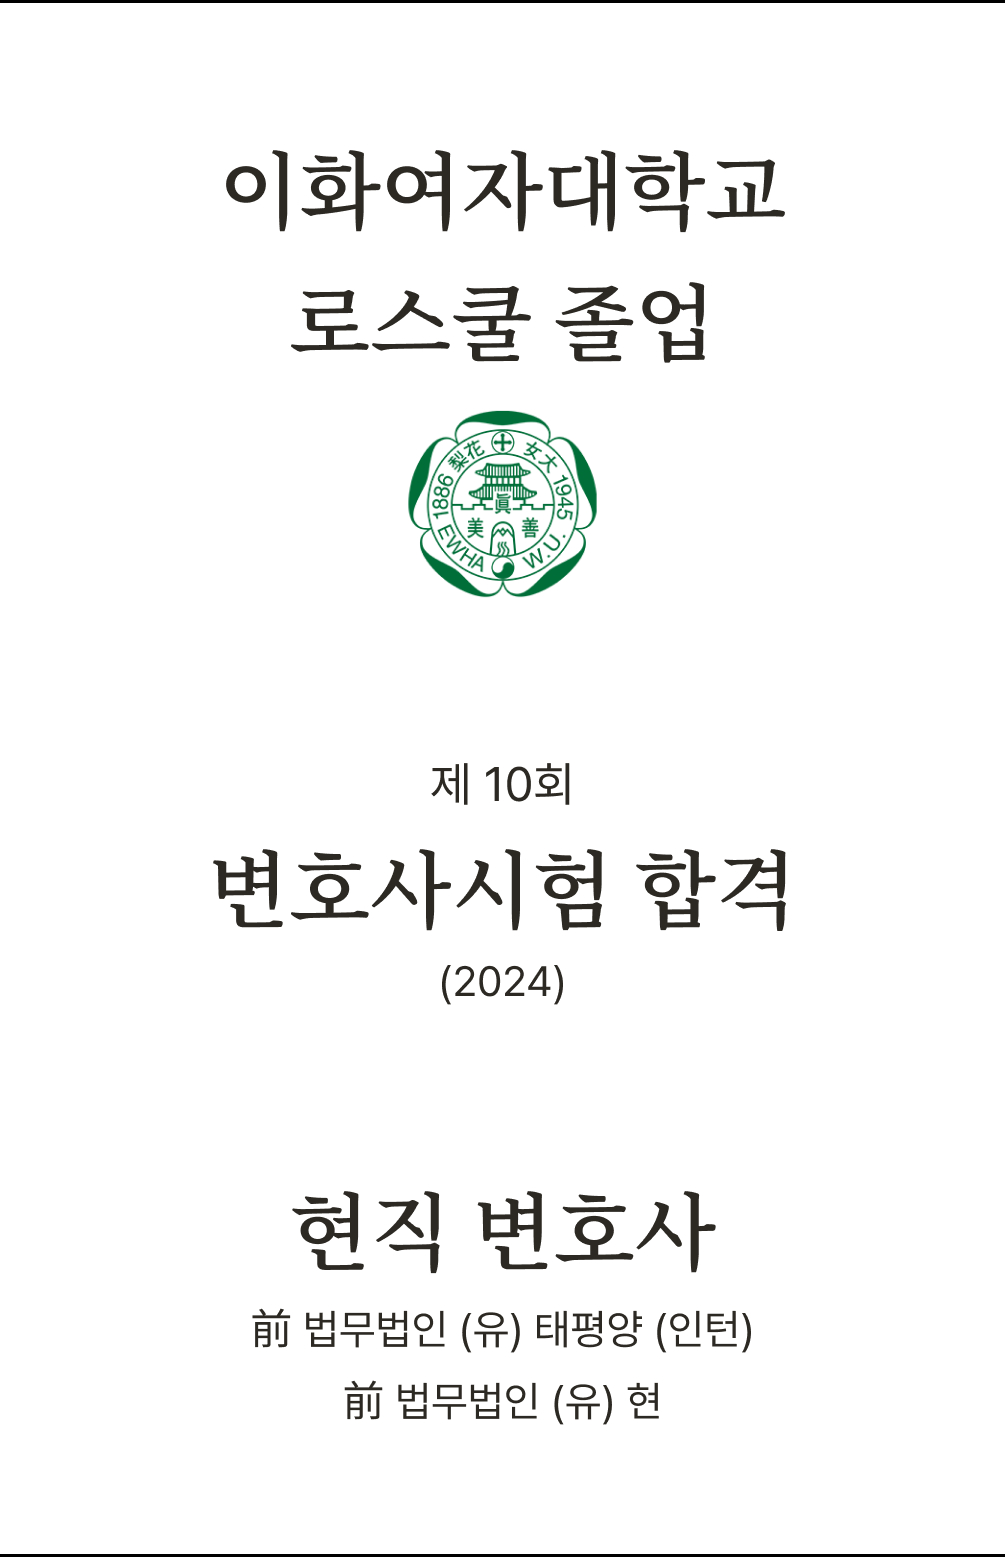 이화여자대학교
로스쿨 졸업
梨花 女大
1886 1945
眞
美 善
EWHA W.U.
제 10회
변호사시험 합격
(2024)
현직 변호사
前 법무법인 (유) 태평양 (인턴)
前 법무법인 (유) 현